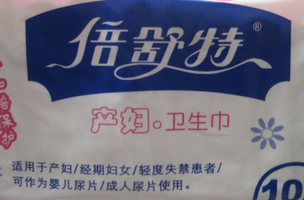 倍舒特®
产妇·卫生巾
适用于产妇/经期妇女/轻度失禁患者/
可作为婴儿尿片/成人尿片使用。
10